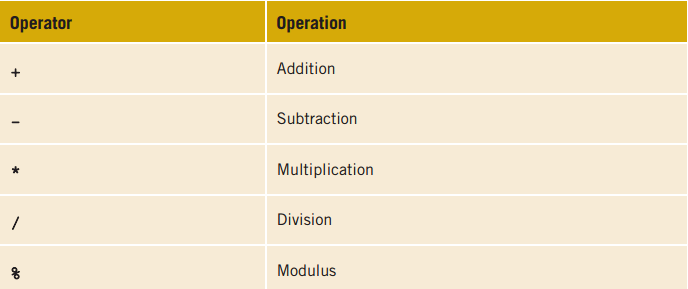 Operator Operation
+ Addition
– Subtraction
* Multiplication
/ Division
% Modulus